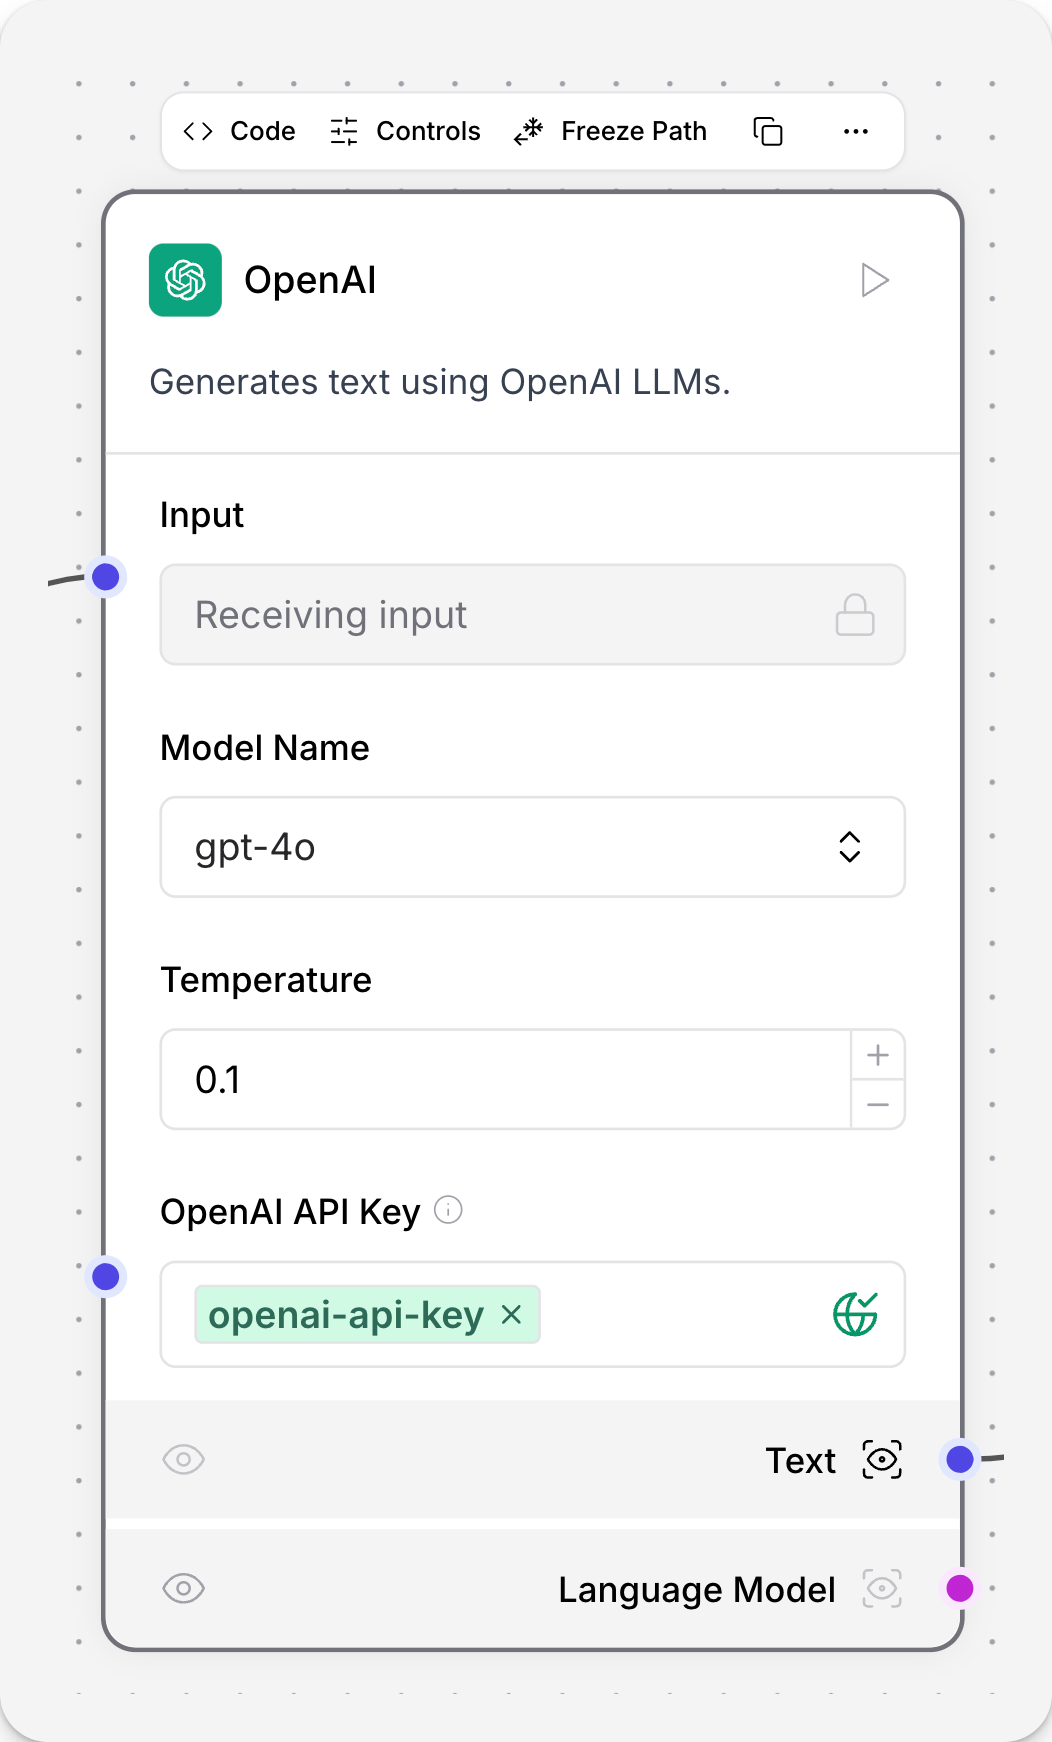 Code Controls Freeze Path
OpenAI
Generates text using OpenAI LLMs.
Input
Receiving input
Model Name
gpt-4o
Temperature
0.1
OpenAI API Key
openai-api-key
Text
Language Model